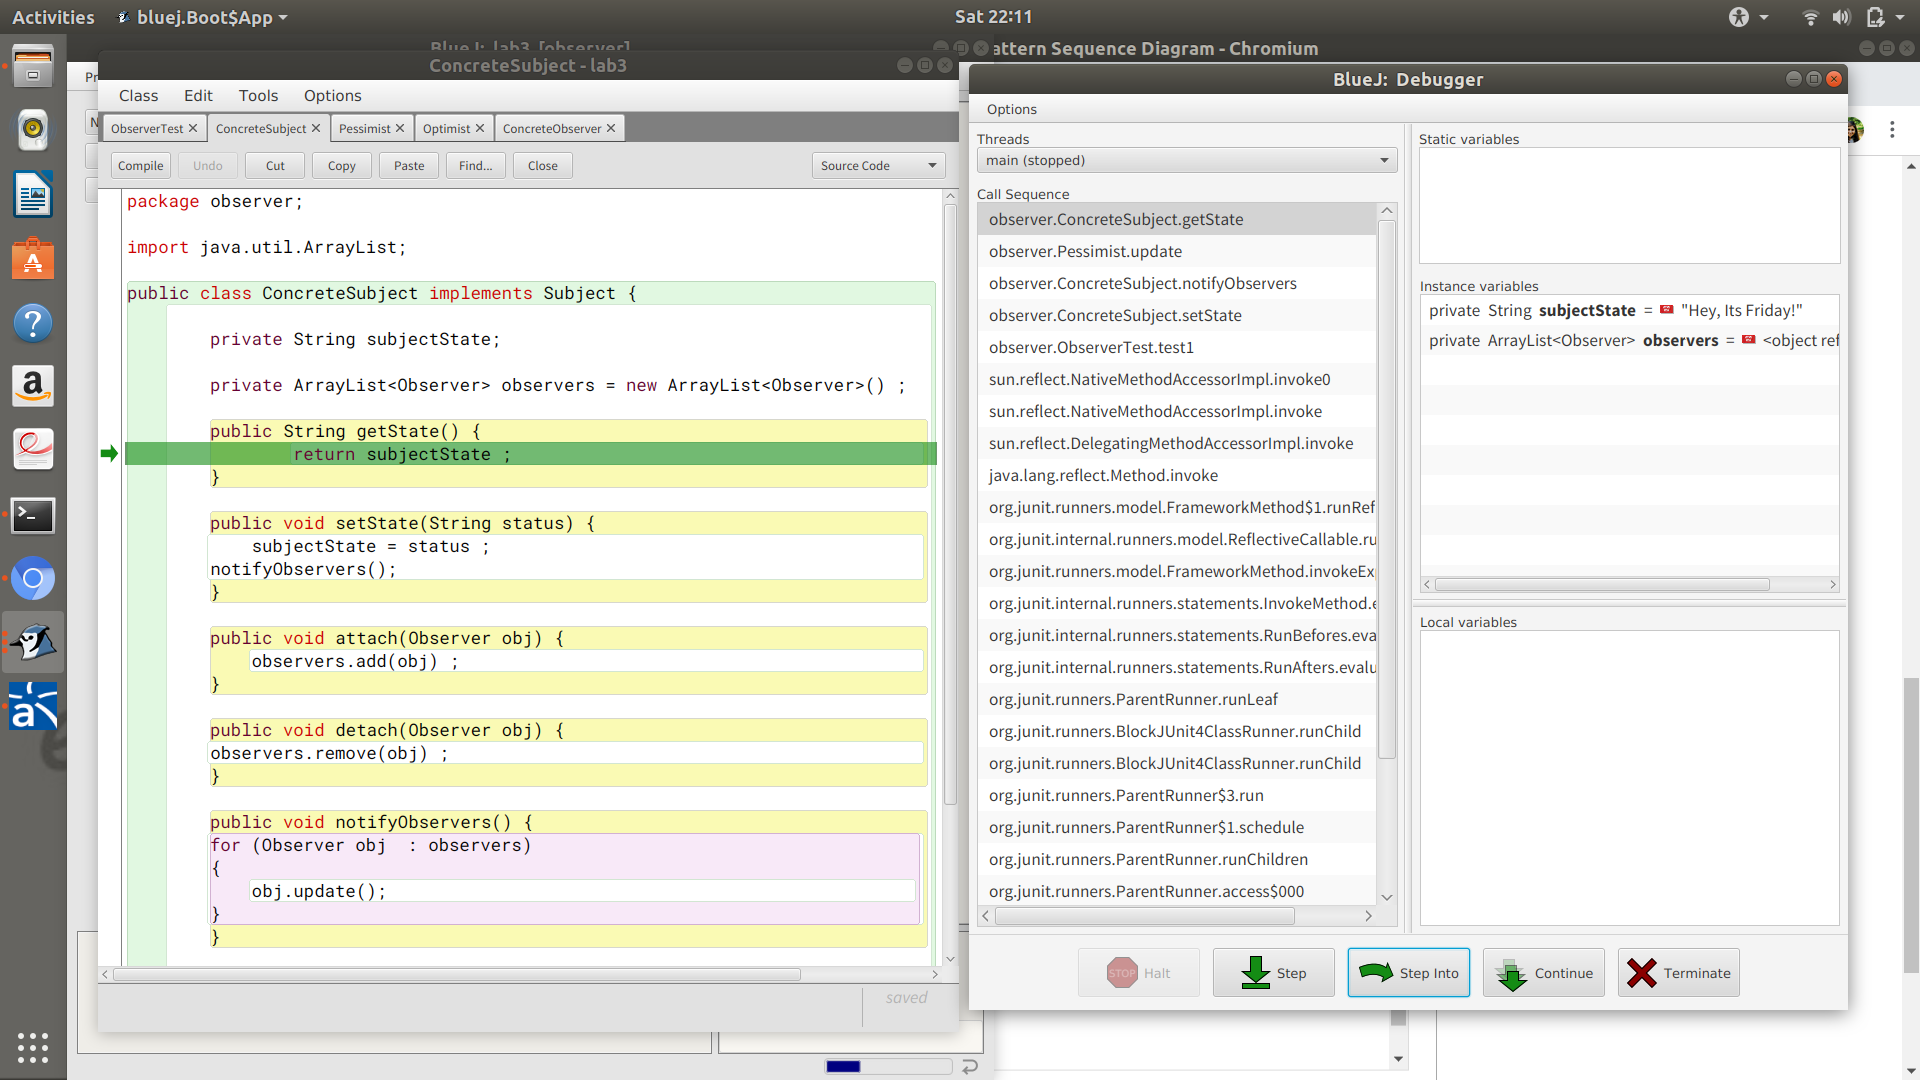 Activities
bluej.Boot$App
Sat 22:11
BlueJ: lab3 [observer]
attern Sequence Diagram - Chromium
ConcreteSubject - lab3
Pr
N
Class Edit Tools Options
ObserverTest ConcreteSubject Pessimist Optimist ConcreteObserver
Compile Undo Cut Copy Paste Find... Close Source Code
package observer;
import java.util.ArrayList;
public class ConcreteSubject implements Subject {
private String subjectState;
private ArrayList<Observer> observers = new ArrayList<Observer>() ;
public String getState() {
return subjectState ;
}
public void setState(String status) {
subjectState = status ;
notifyObservers();
}
public void attach(Observer obj) {
observers.add(obj) ;
}
public void detach(Observer obj) {
observers.remove(obj) ;
}
public void notifyObservers() {
for (Observer obj  : observers)
{
obj.update();
}
}
saved
BlueJ: Debugger
Options
Threads
main (stopped)
Call Sequence
observer.ConcreteSubject.getState
observer.Pessimist.update
observer.ConcreteSubject.notifyObservers
observer.ConcreteSubject.setState
observer.ObserverTest.test1
sun.reflect.NativeMethodAccessorImpl.invoke0
sun.reflect.NativeMethodAccessorImpl.invoke
sun.reflect.DelegatingMethodAccessorImpl.invoke
java.lang.reflect.Method.invoke
org.junit.runners.model.FrameworkMethod$1.runRef
org.junit.internal.runners.model.ReflectiveCallable.ru
org.junit.runners.model.FrameworkMethod.invokeEx
org.junit.internal.runners.statements.InvokeMethod.e
org.junit.internal.runners.statements.RunBefores.eva
org.junit.internal.runners.statements.RunAfters.evalu
org.junit.runners.ParentRunner.runLeaf
org.junit.runners.BlockJUnit4ClassRunner.runChild
org.junit.runners.BlockJUnit4ClassRunner.runChild
org.junit.runners.ParentRunner$3.run
org.junit.runners.ParentRunner$1.schedule
org.junit.runners.ParentRunner.runChildren
org.junit.runners.ParentRunner.access$000
Static variables
Instance variables
private String subjectState = "Hey, Its Friday!"
private ArrayList<Observer> observers = <object ref
Local variables
STOP Halt Step Step Into Continue Terminate